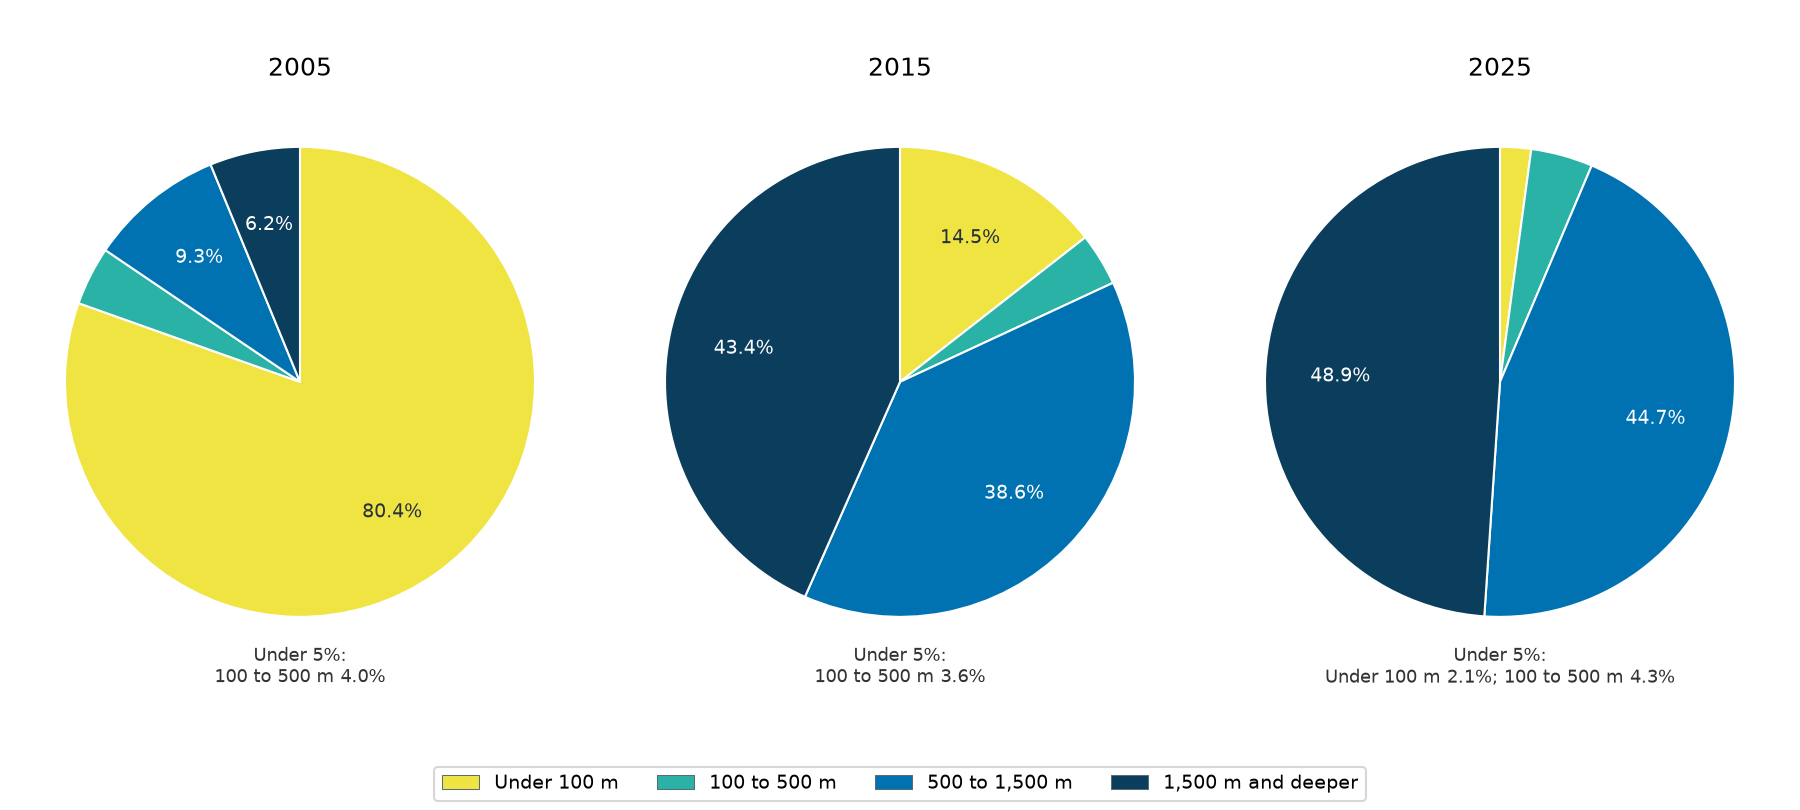 2005
2015
2025
6.2%
9.3%
80.4%
14.5%
43.4%
38.6%
48.9%
44.7%
Under 5%:
100 to 500 m 4.0%
Under 5%:
100 to 500 m 3.6%
Under 5%:
Under 100 m 2.1%; 100 to 500 m 4.3%
Under 100 m
100 to 500 m
500 to 1,500 m
1,500 m and deeper